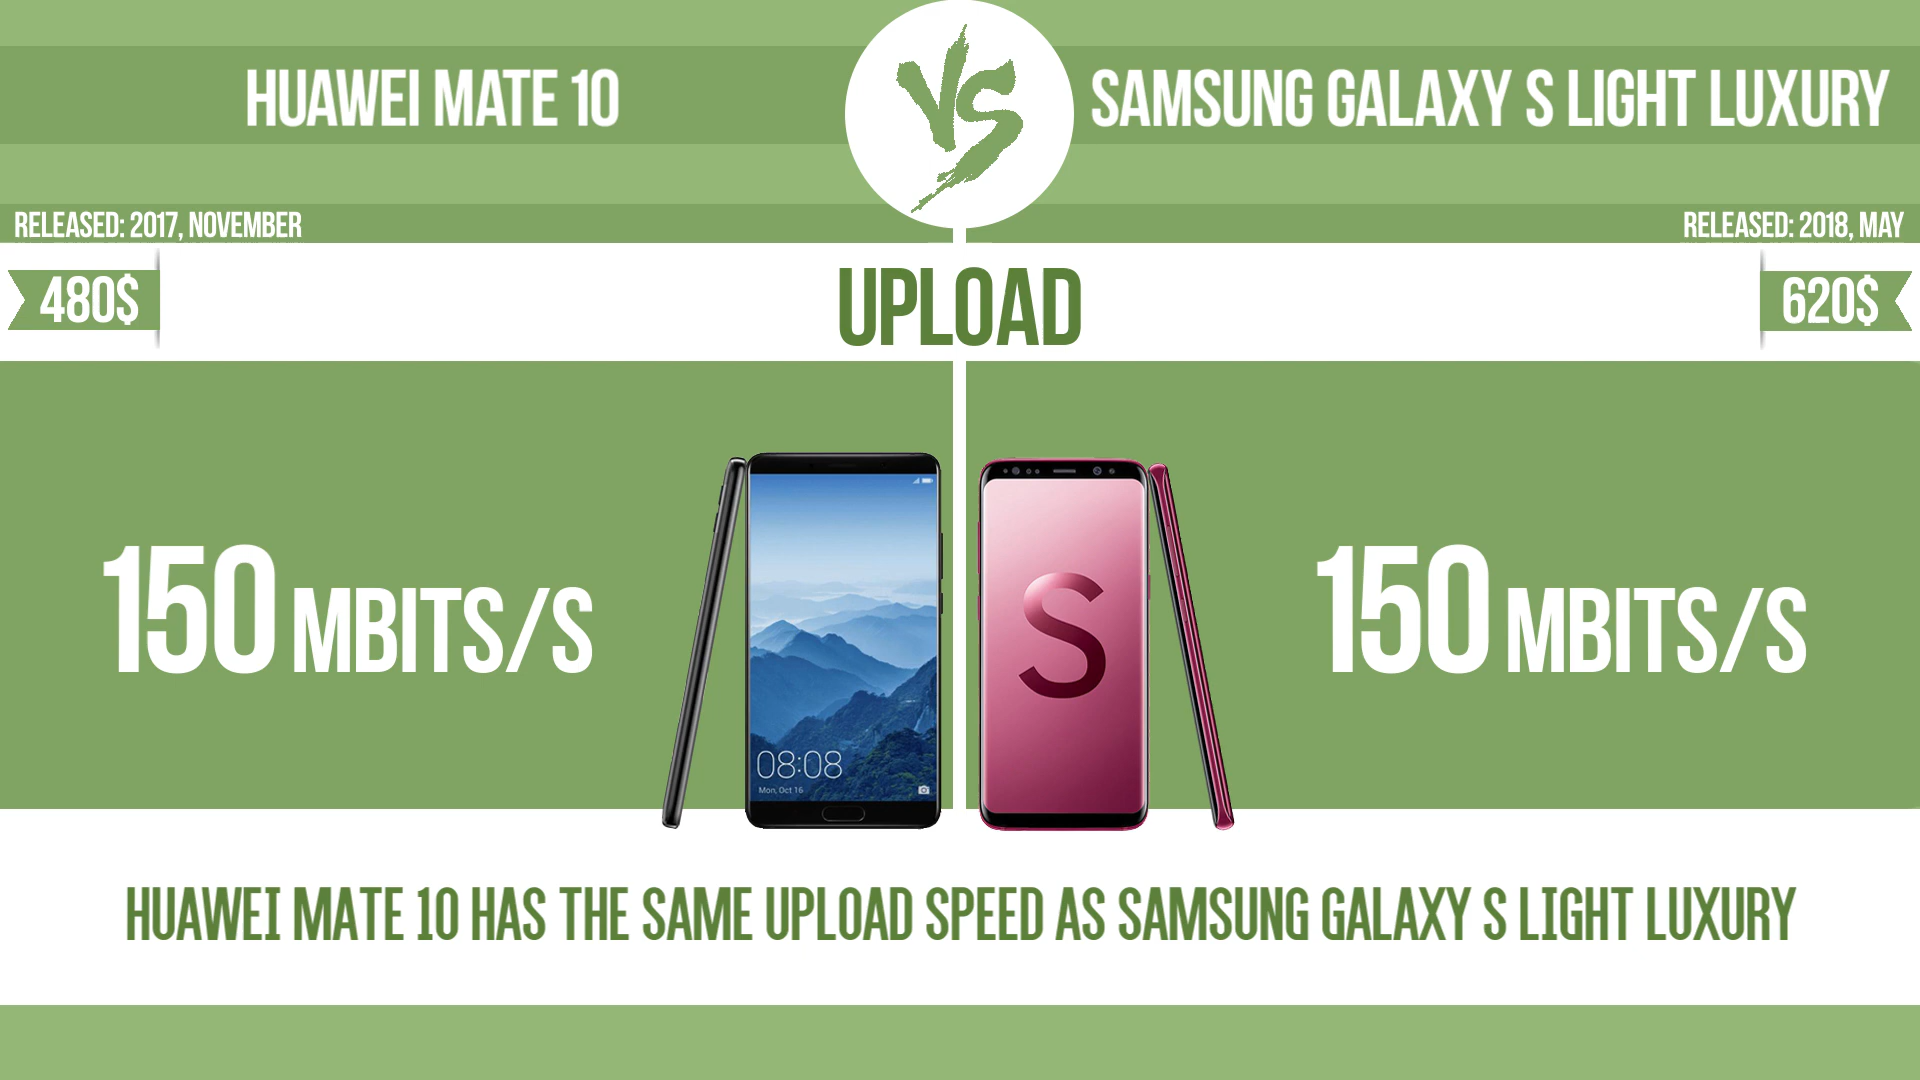 HUAWEI MATE 10
VS
SAMSUNG GALAXY S LIGHT LUXURY
RELEASED: 2017, NOVEMBER
RELEASED: 2018, MAY
480$
UPLOAD
620$
150 MBITS/S
150 MBITS/S
08:08
Mon, Oct 16
S
HUAWEI MATE 10 HAS THE SAME UPLOAD SPEED AS SAMSUNG GALAXY S LIGHT LUXURY